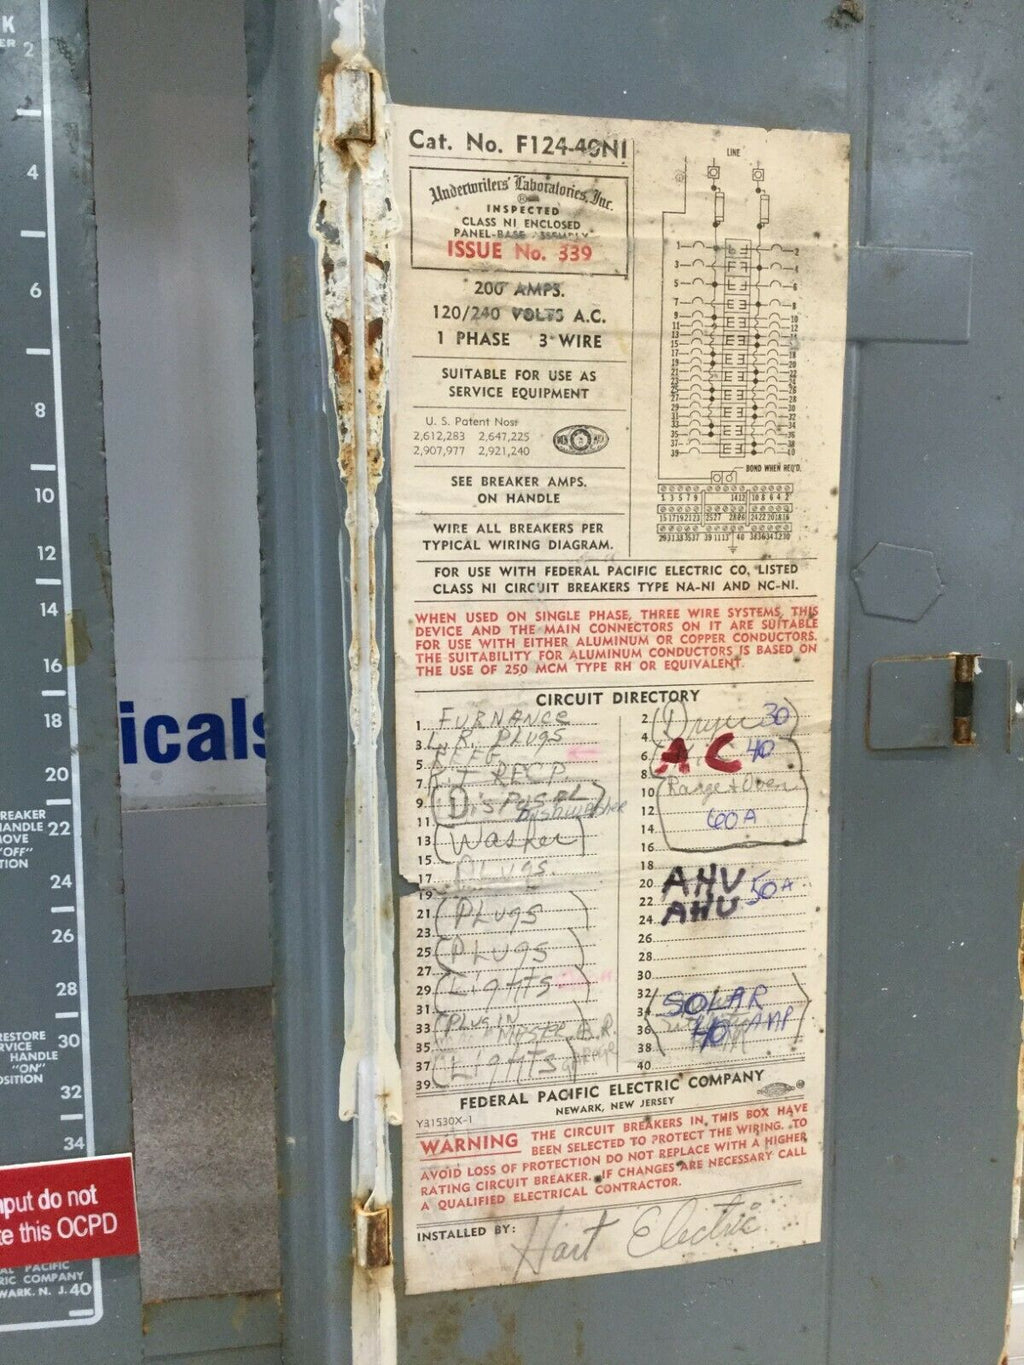 K
2
4
6
8
10
12
14
16
18
20
22
24
26
28
30
32
34
40
"OFF"
"ON"
RESTORE
HANDLE
do not
this OCPD
icals
Cat. No. F124-40NI
Underwriters' Laboratories, Inc.
INSPECTED
CLASS NI ENCLOSED
PANEL-BASE ASSEMBLY
ISSUE No. 339
200 AMPS.
120/240 VOLTS A.C.
1 PHASE 3 WIRE
SUITABLE FOR USE AS
SERVICE EQUIPMENT
U. S. Patent Nos:
2,612,283 2,647,225
2,907,977 2,921,240
SEE BREAKER AMPS.
ON HANDLE
WIRE ALL BREAKERS PER
TYPICAL WIRING DIAGRAM.
LINE
BOND WHEN REQ'D.
FOR USE WITH FEDERAL PACIFIC ELECTRIC CO. LISTED
CLASS NI CIRCUIT BREAKERS TYPE NA-NI AND NC-NI.
WHEN USED ON SINGLE PHASE, THREE WIRE SYSTEMS, THIS
DEVICE AND THE MAIN CONNECTORS ON IT ARE SUITABLE
FOR USE WITH EITHER ALUMINUM OR COPPER CONDUCTORS.
THE SUITABILITY FOR ALUMINUM CONDUCTORS IS BASED ON
THE USE OF 250 MCM TYPE RH OR EQUIVALENT.
CIRCUIT DIRECTORY
1 FURNANCE
3 L.R. PLUGS
5 REFG
7 KIT RECP.
9 DISPOSAL
11 Dishwasher
13 Washer
15
17 PLUGS
19
21 PLUGS
23
25 PLUGS
27
29 LIGHTS
31
33 PLUG IN
35
37 LIGHTS
39
2 Dryer 30
4
6 AC 40
8
10 Range + Oven
12
14 60A
16
18
20 AHU 50A
22 AHU
24
26
28
30
32 SOLAR
34
36 40 AMP
38
40
FEDERAL PACIFIC ELECTRIC COMPANY
NEWARK, NEW JERSEY
Y31530X-1
WARNING THE CIRCUIT BREAKERS IN THIS BOX HAVE
BEEN SELECTED TO PROTECT THE WIRING. TO
AVOID LOSS OF PROTECTION DO NOT REPLACE WITH A HIGHER
RATING CIRCUIT BREAKER. IF CHANGES ARE NECESSARY CALL
A QUALIFIED ELECTRICAL CONTRACTOR.
INSTALLED BY: Hart Electric